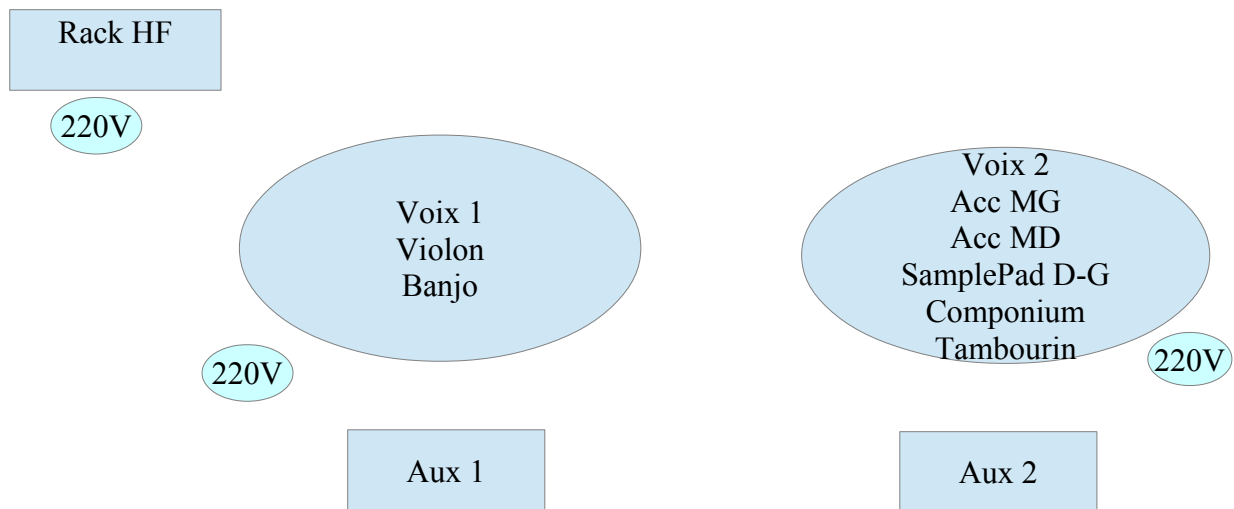 Rack HF
220V
Voix 1
Violon
Banjo
220V
Voix 2
Acc MG
Acc MD
SamplePad D-G
Componium
Tambourin
220V
Aux 1
Aux 2